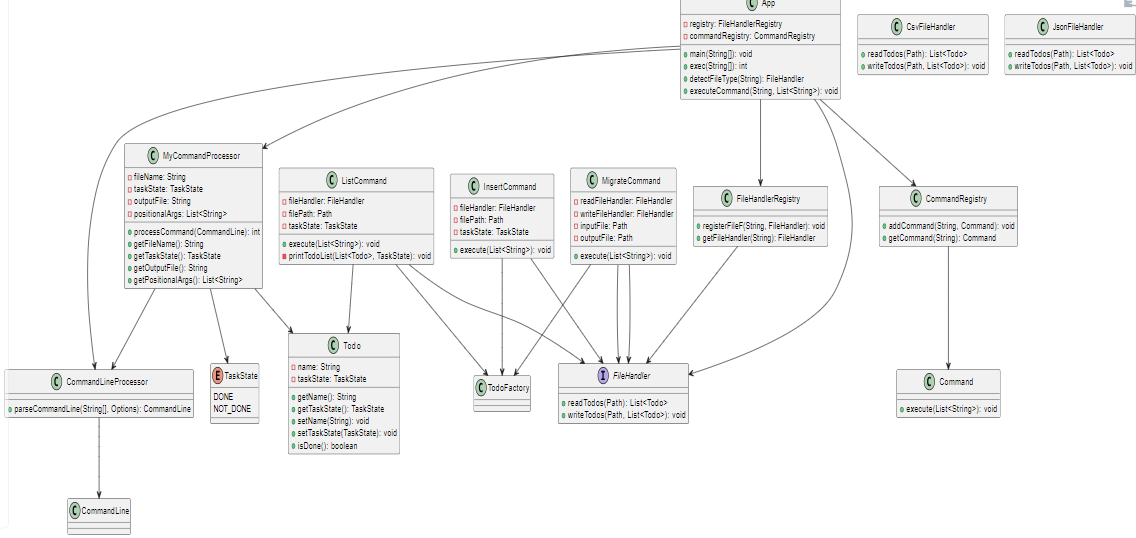 C App
registry: FileHandlerRegistry
commandRegistry: CommandRegistry
main(String[]): void
exec(String[]): int
detectFileType(String): FileHandler
executeCommand(String, List<String>): void
C CsvFileHandler
readTodos(Path): List<Todo>
writeTodos(Path, List<Todo>): void
C JsonFileHandler
readTodos(Path): List<Todo>
writeTodos(Path, List<Todo>): void
C MyCommandProcessor
fileName: String
taskState: TaskState
outputFile: String
positionalArgs: List<String>
processCommand(CommandLine): int
getFileName(): String
getTaskState(): TaskState
getOutputFile(): String
getPositionalArgs(): List<String>
C ListCommand
fileHandler: FileHandler
filePath: Path
taskState: TaskState
execute(List<String>): void
printTodoList(List<Todo>, TaskState): void
C InsertCommand
fileHandler: FileHandler
filePath: Path
taskState: TaskState
execute(List<String>): void
C MigrateCommand
readFileHandler: FileHandler
writeFileHandler: FileHandler
inputFile: Path
outputFile: Path
execute(List<String>): void
C FileHandlerRegistry
registerFileF(String, FileHandler): void
getFileHandler(String): FileHandler
C CommandRegistry
addCommand(String, Command): void
getCommand(String): Command
C CommandLineProcessor
parseCommandLine(String[], Options): CommandLine
E TaskState
DONE
NOT_DONE
C Todo
name: String
taskState: TaskState
getName(): String
getTaskState(): TaskState
setName(String): void
setTaskState(TaskState): void
isDone(): boolean
C TodoFactory
I FileHandler
readTodos(Path): List<Todo>
writeTodos(Path, List<Todo>): void
C Command
execute(List<String>): void
C CommandLine